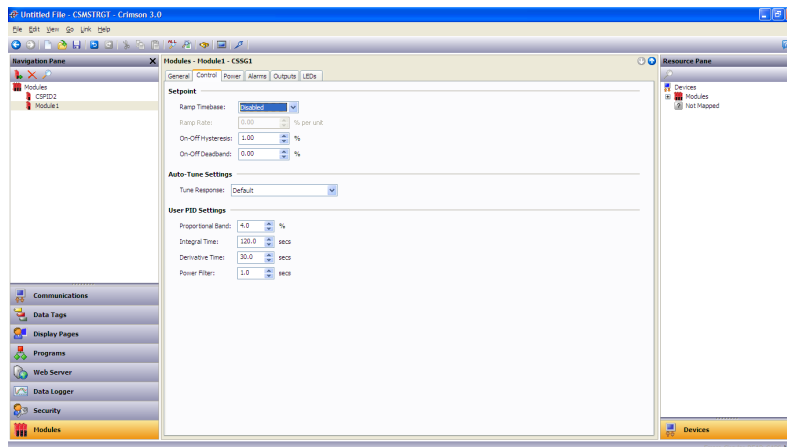 Untitled File - CSMSTRGT - Crimson 3.0
File Edit View Go Link Help
Navigation Pane
Modules
CSPID2
Module1
Communications
Data Tags
Display Pages
Programs
Web Server
Data Logger
Security
Modules
Modules - Module1 - CSSG1
General Control Power Alarms Outputs LEDs
Setpoint
Ramp Timebase: Disabled
Ramp Rate: 0.00 % per unit
On-Off Hysteresis: 1.00 %
On-Off Deadband: 0.00 %
Auto-Tune Settings
Tune Response: Default
User PID Settings
Proportional Band: 4.0 %
Integral Time: 120.0 secs
Derivative Time: 30.0 secs
Power Filter: 1.0 secs
Resource Pane
Devices
Modules
Not Mapped
Devices